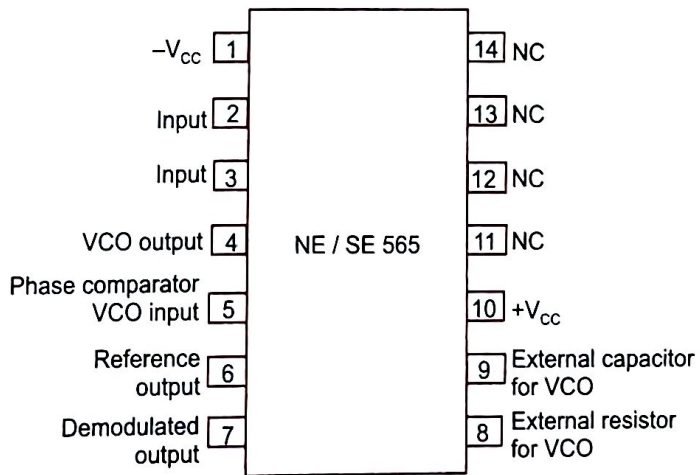 –V_CC 1
Input 2
Input 3
VCO output 4
Phase comparator
VCO input 5
Reference
output 6
Demodulated
output 7
NE / SE 565
14 NC
13 NC
12 NC
11 NC
10 +V_CC
9 External capacitor
for VCO
8 External resistor
for VCO